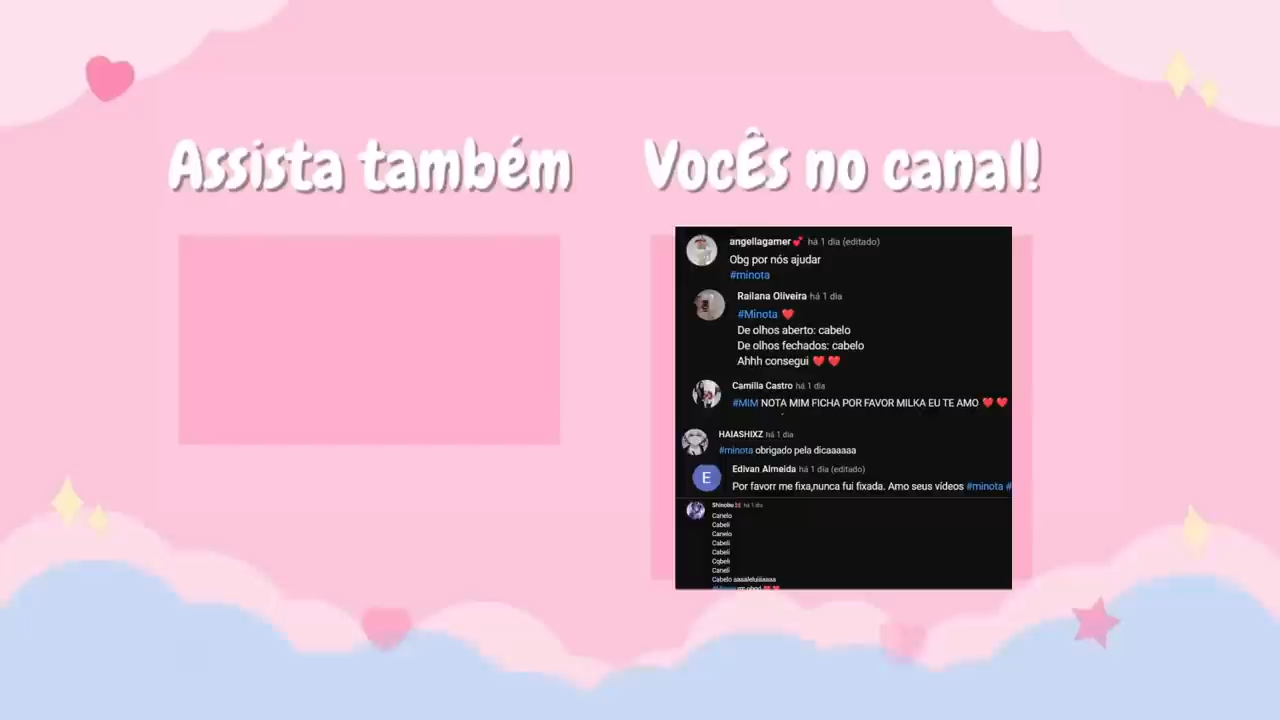 Assista também
VocÊs no canal!
angellagamer💕 há 1 dia (editado)
Obg por nós ajudar
#minota
Railana Oliveira há 1 dia
#Minota ❤️
De olhos aberto: cabelo
De olhos fechados: cabelo
Ahhh consegui ❤️ ❤️
Camilla Castro há 1 dia
#MIM NOTA MIM FICHA POR FAVOR MILKA EU TE AMO ❤️ ❤️
HAIASHIXZ há 1 dia
#minota obrigado pela dicaaaaaa
E
Edivan Almeida há 1 dia (editado)
Por favorr me fixa,nunca fui fixada. Amo seus vídeos #minota #
Shinobu há 1 dia
Canelo
Cabeli
Canelo
Cabeli
Cabeli
Cqbeli
Caneli
Cabelo aaaaleluiiiaaaa